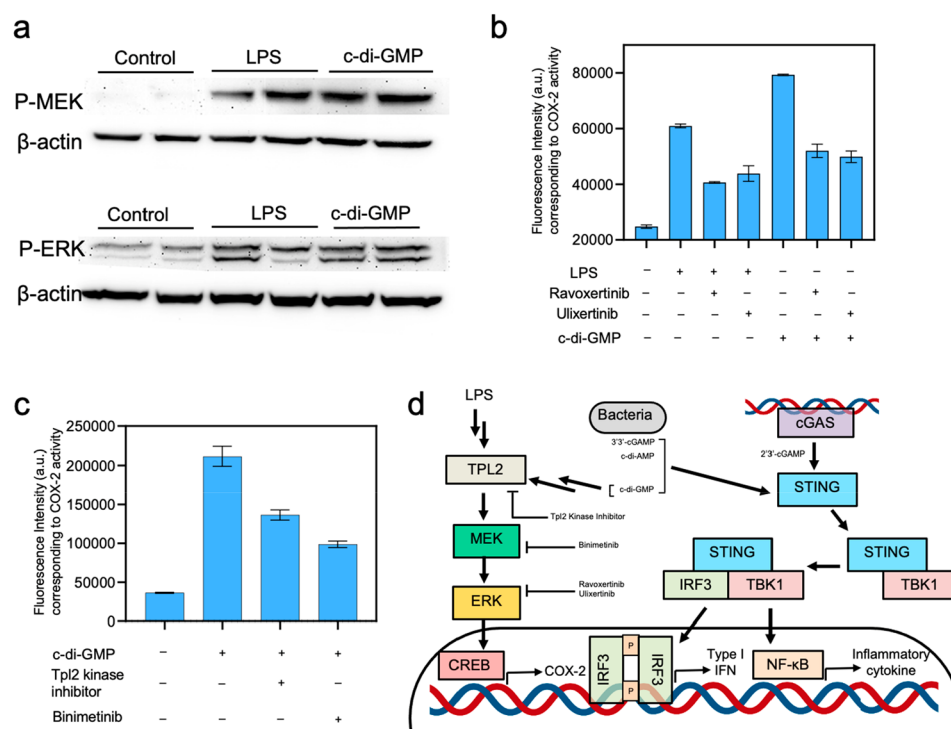 a
Control LPS c-di-GMP
P-MEK
β-actin
Control LPS c-di-GMP
P-ERK
β-actin
b
Fluorescence Intensity (a.u.)
corresponding to COX-2 activity
80000
60000
40000
20000
LPS – + + + – – –
Ravoxertinib – – + – – + –
Ulixertinib – – – + – – +
c-di-GMP – – – – + + +
c
Fluorescence Intensity (a.u.)
corresponding to COX-2 activity
250000
200000
150000
100000
50000
0
c-di-GMP – + + +
Tpl2 kinase
inhibitor – – + –
Binimetinib – – – +
d
LPS
TPL2
MEK
ERK
CREB
COX-2
Bacteria
3'3'-cGAMP
c-di-AMP
c-di-GMP
Tpl2 Kinase Inhibitor
Binimetinib
Ravoxertinib
Ulixertinib
cGAS
2'3'-cGAMP
STING
STING
TBK1
STING
IRF3
TBK1
IRF3
P
P
IRF3
Type I
IFN
NF-κB
Inflammatory
cytokine